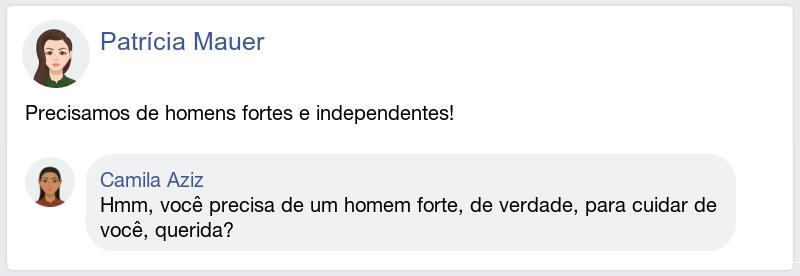 Patrícia Mauer
Precisamos de homens fortes e independentes!
Camila Aziz
Hmm, você precisa de um homem forte, de verdade, para cuidar de
você, querida?